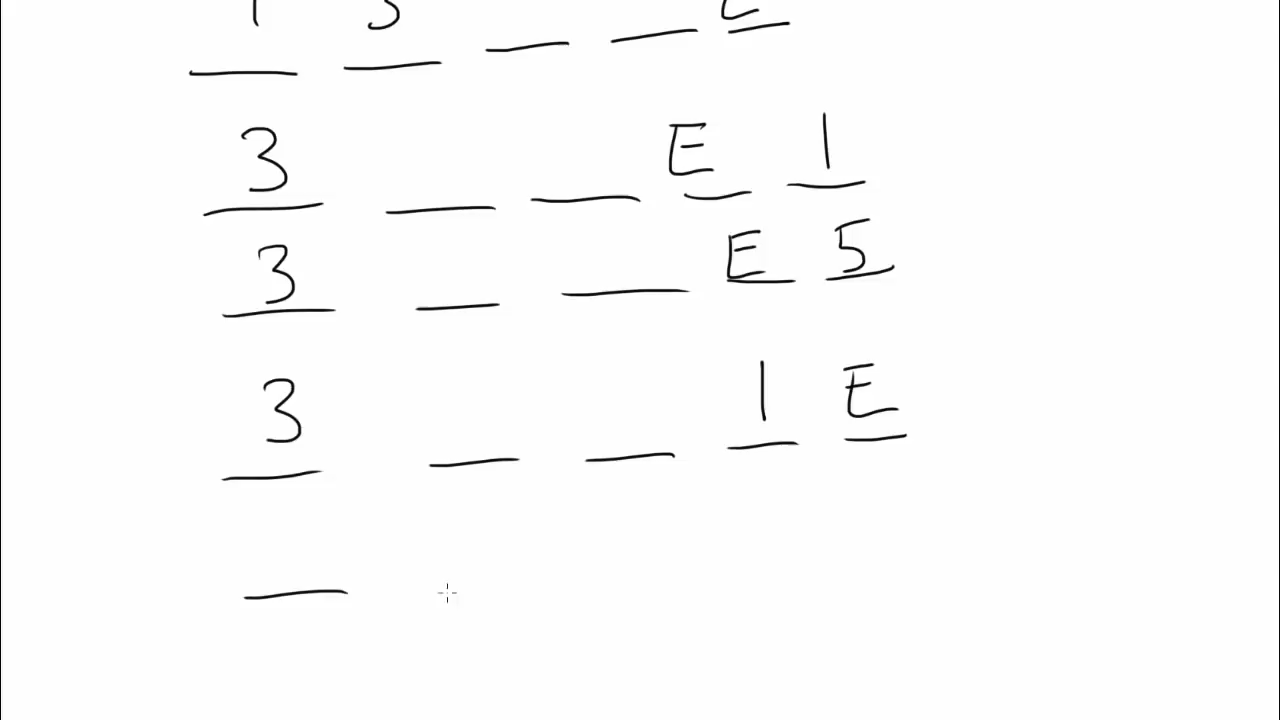 3 _ _ E 1
3 _ _ E 5
3 _ _ 1 E
_